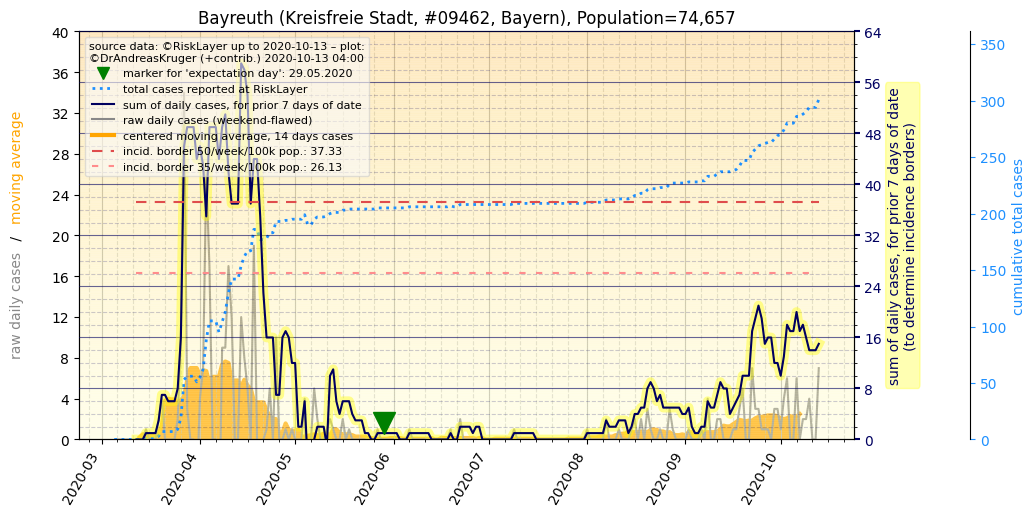 Bayreuth (Kreisfreie Stadt, #09462, Bayern), Population=74,657
source data: ©RiskLayer up to 2020-10-13 – plot:
©DrAndreasKruger (+contrib.) 2020-10-13 04:00
marker for 'expectation day': 29.05.2020
total cases reported at RiskLayer
sum of daily cases, for prior 7 days of date
raw daily cases (weekend-flawed)
centered moving average, 14 days cases
incid. border 50/week/100k pop.: 37.33
incid. border 35/week/100k pop.: 26.13
raw daily cases / moving average
40
36
32
28
24
20
16
12
8
4
0
2020-03
2020-04
2020-05
2020-06
2020-07
2020-08
2020-09
2020-10
64
56
48
40
32
24
16
8
0
sum of daily cases, for prior 7 days of date
(to determine incidence borders)
350
300
250
200
150
100
50
0
cumulative total cases